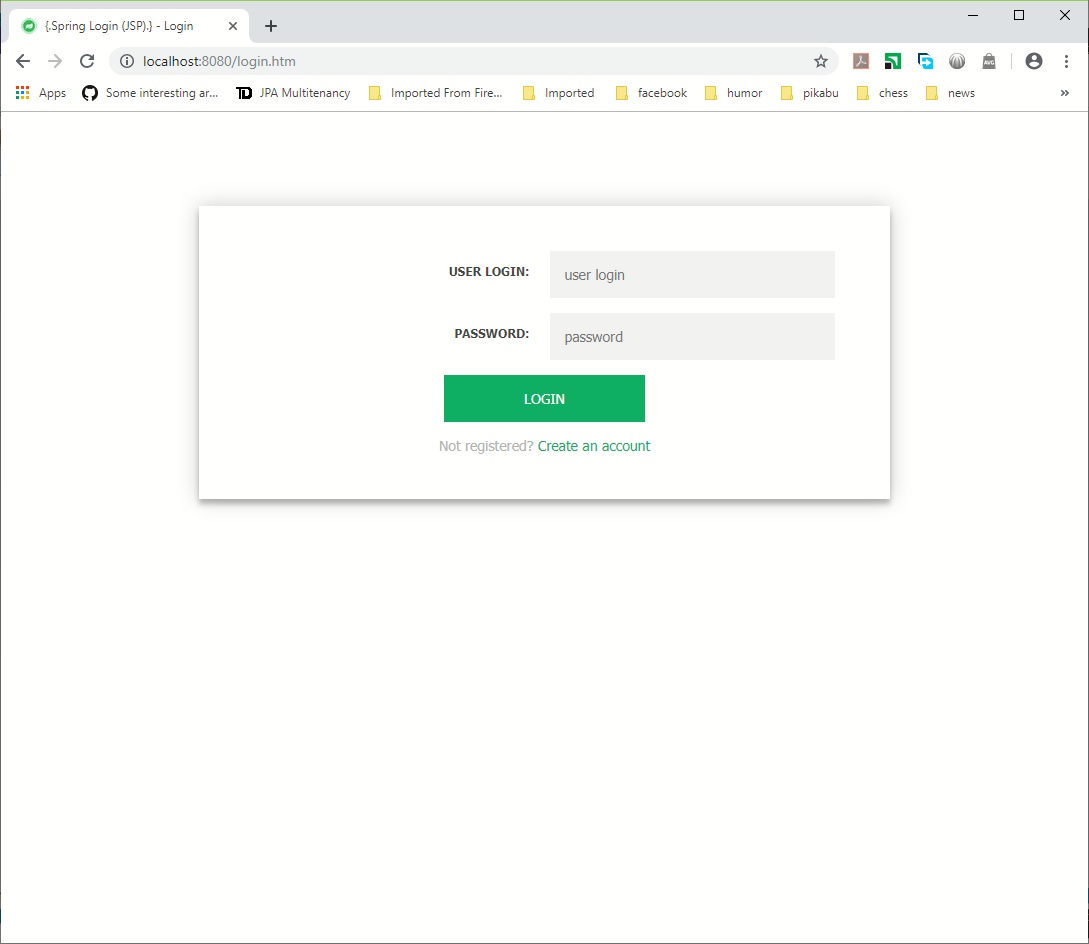 {.Spring Login (JSP).} - Login
localhost:8080/login.htm
Apps Some interesting ar... JPA Multitenancy Imported From Fire... Imported facebook humor pikabu chess news »
USER LOGIN: user login
PASSWORD: password
LOGIN
Not registered? Create an account